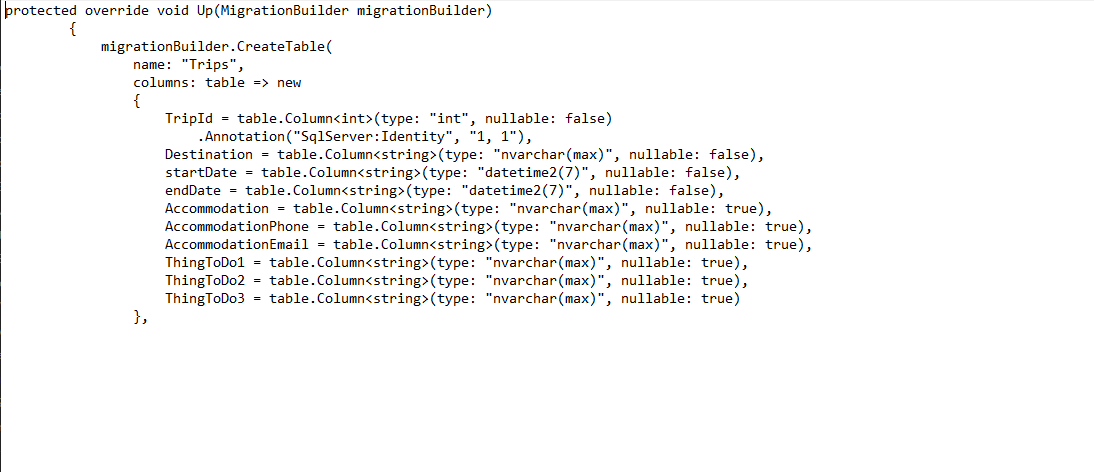 protected override void Up(MigrationBuilder migrationBuilder)
{
migrationBuilder.CreateTable(
name: "Trips",
columns: table => new
{
TripId = table.Column<int>(type: "int", nullable: false)
.Annotation("SqlServer:Identity", "1, 1"),
Destination = table.Column<string>(type: "nvarchar(max)", nullable: false),
startDate = table.Column<string>(type: "datetime2(7)", nullable: false),
endDate = table.Column<string>(type: "datetime2(7)", nullable: false),
Accommodation = table.Column<string>(type: "nvarchar(max)", nullable: true),
AccommodationPhone = table.Column<string>(type: "nvarchar(max)", nullable: true),
AccommodationEmail = table.Column<string>(type: "nvarchar(max)", nullable: true),
ThingToDo1 = table.Column<string>(type: "nvarchar(max)", nullable: true),
ThingToDo2 = table.Column<string>(type: "nvarchar(max)", nullable: true),
ThingToDo3 = table.Column<string>(type: "nvarchar(max)", nullable: true)
},